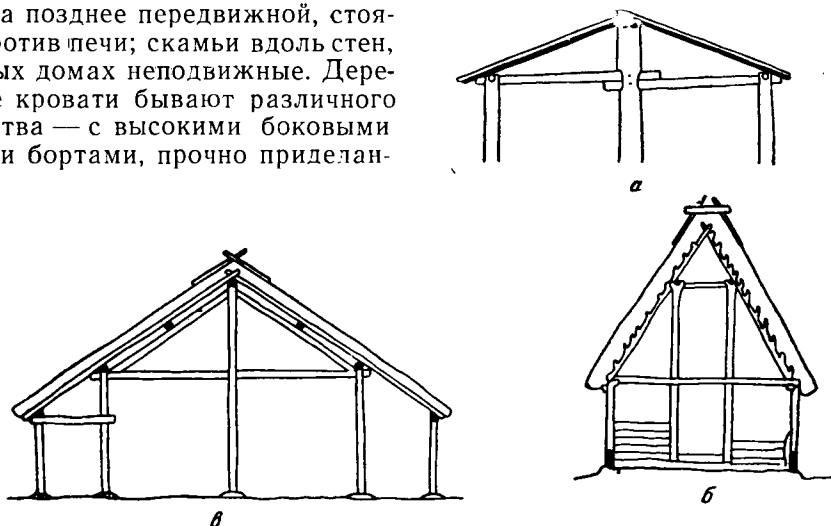 а позднее передвижной, стоя-
ротив печи; скамьи вдоль стен,
ых домах неподвижные. Дере-
е кровати бывают различного
тва — с высокими боковыми
и бортами, прочно приделан-
а
б
в